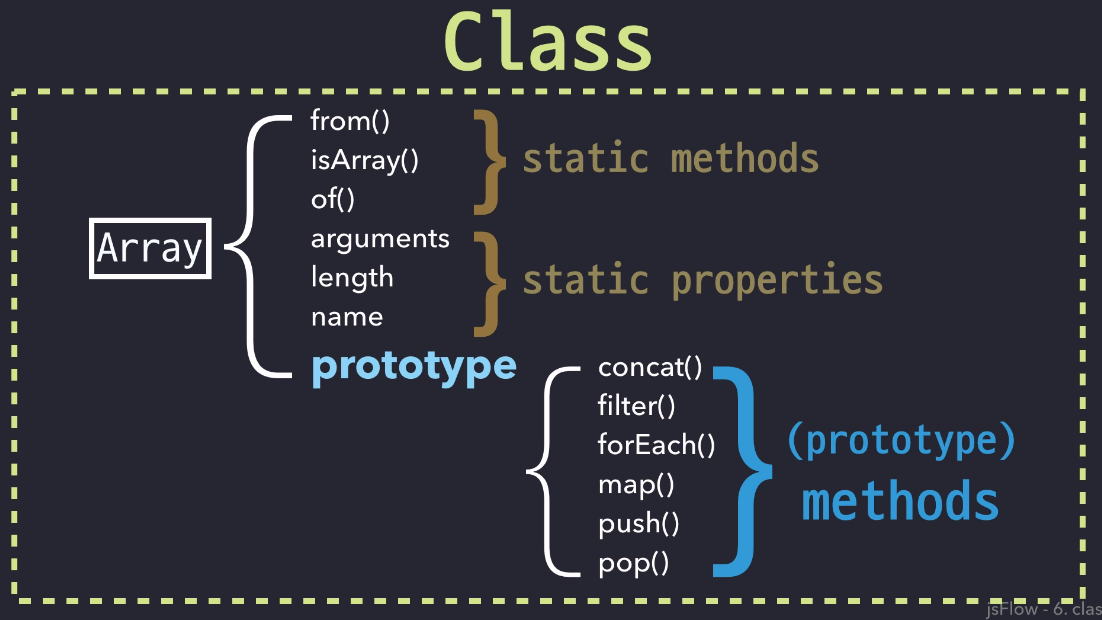 Class
from()
isArray()
of()
static methods
Array
arguments
length
name
static properties
prototype
concat()
filter()
forEach()
map()
push()
pop()
(prototype)
methods
jsFlow - 6. clas